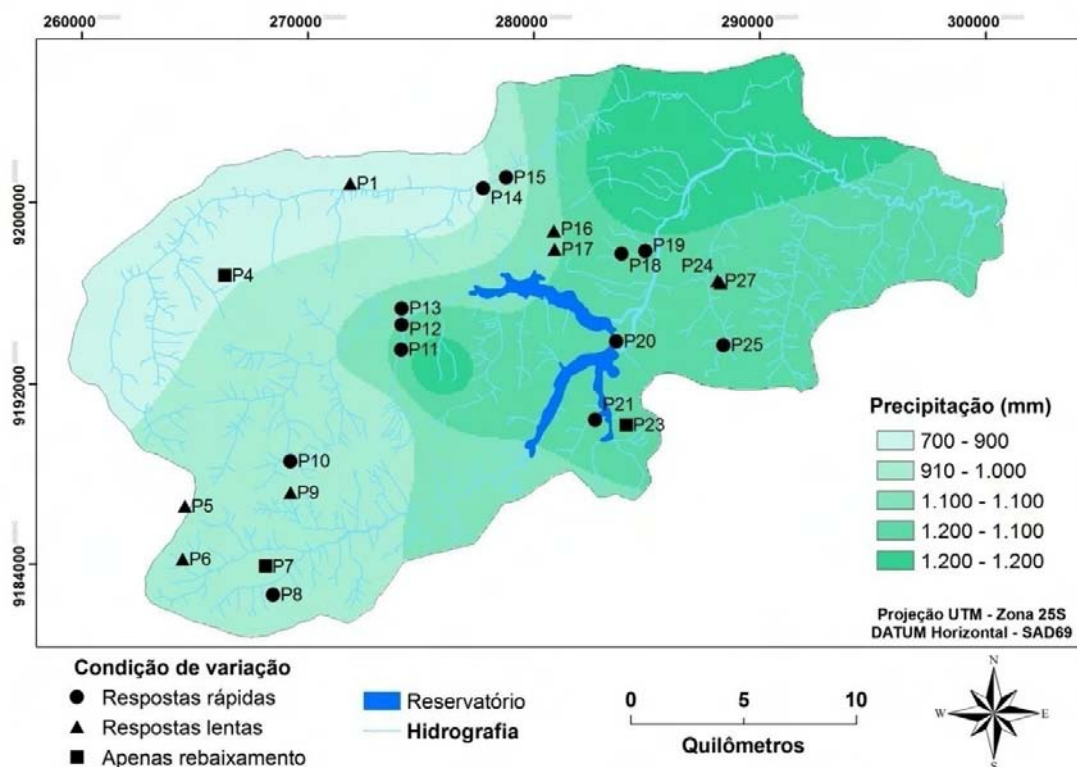 260000 270000 280000 290000 300000
9200000
9192000
9184000
P1
P15
P14
P16
P17
P19
P18
P24
P27
P4
P13
P12
P11
P20
P25
P21
P23
P10
P9
P5
P6
P7
P8
Precipitação (mm)
700 - 900
910 - 1.000
1.100 - 1.100
1.200 - 1.100
1.200 - 1.200
Projeção UTM - Zona 25S
DATUM Horizontal - SAD69
Condição de variação
Respostas rápidas
Respostas lentas
Apenas rebaixamento
Reservatório
Hidrografia
0 5 10
Quilômetros
N
W E
S